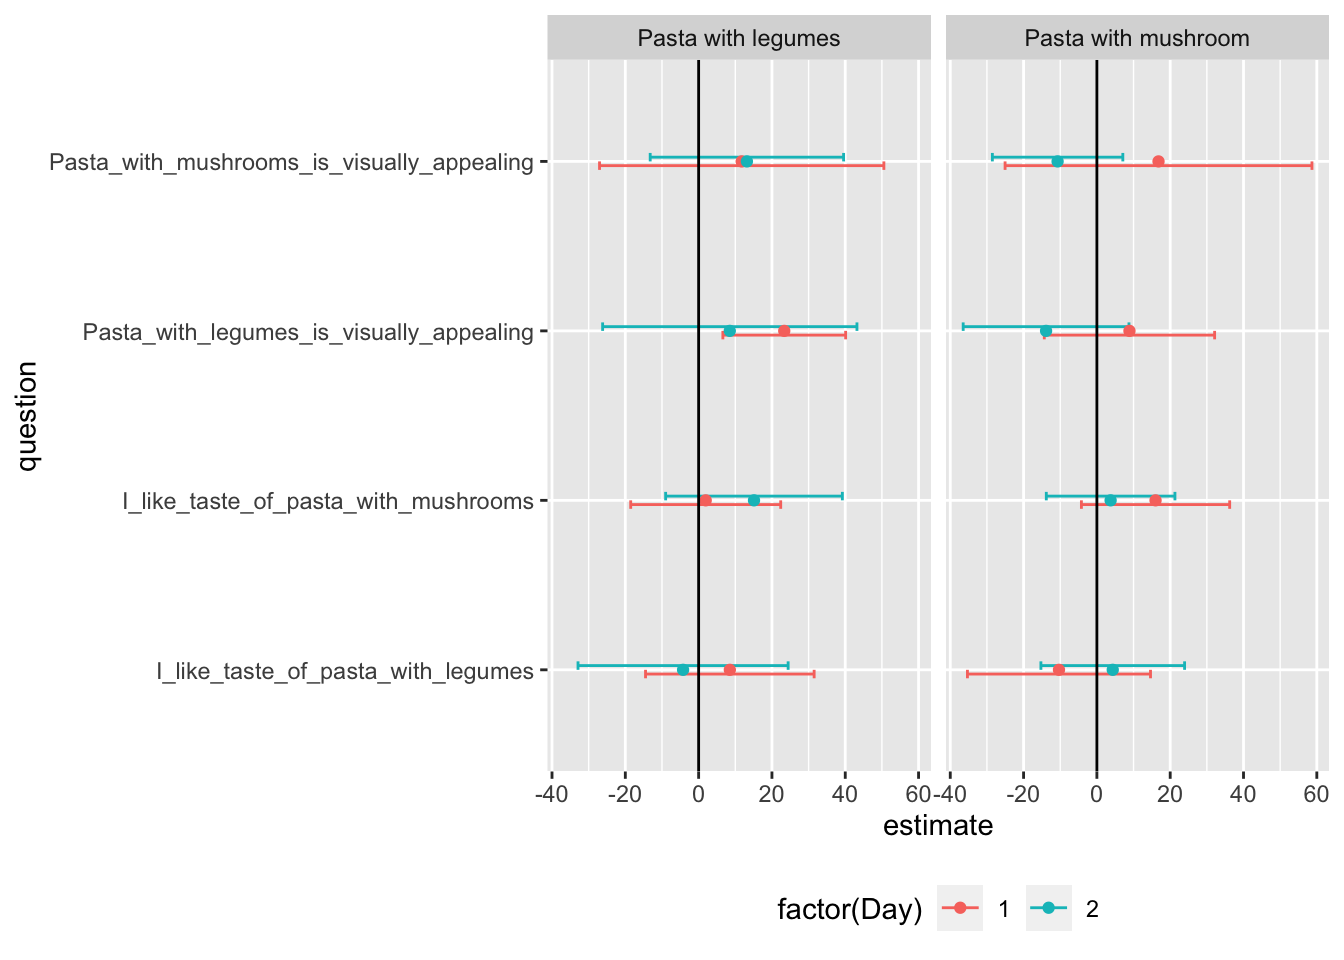 Pasta with legumes
Pasta with mushroom
Pasta_with_mushrooms_is_visually_appealing
Pasta_with_legumes_is_visually_appealing
question
I_like_taste_of_pasta_with_mushrooms
I_like_taste_of_pasta_with_legumes
-40 -20 0 20 40 60
-40 -20 0 20 40 60
estimate
factor(Day) 1 2